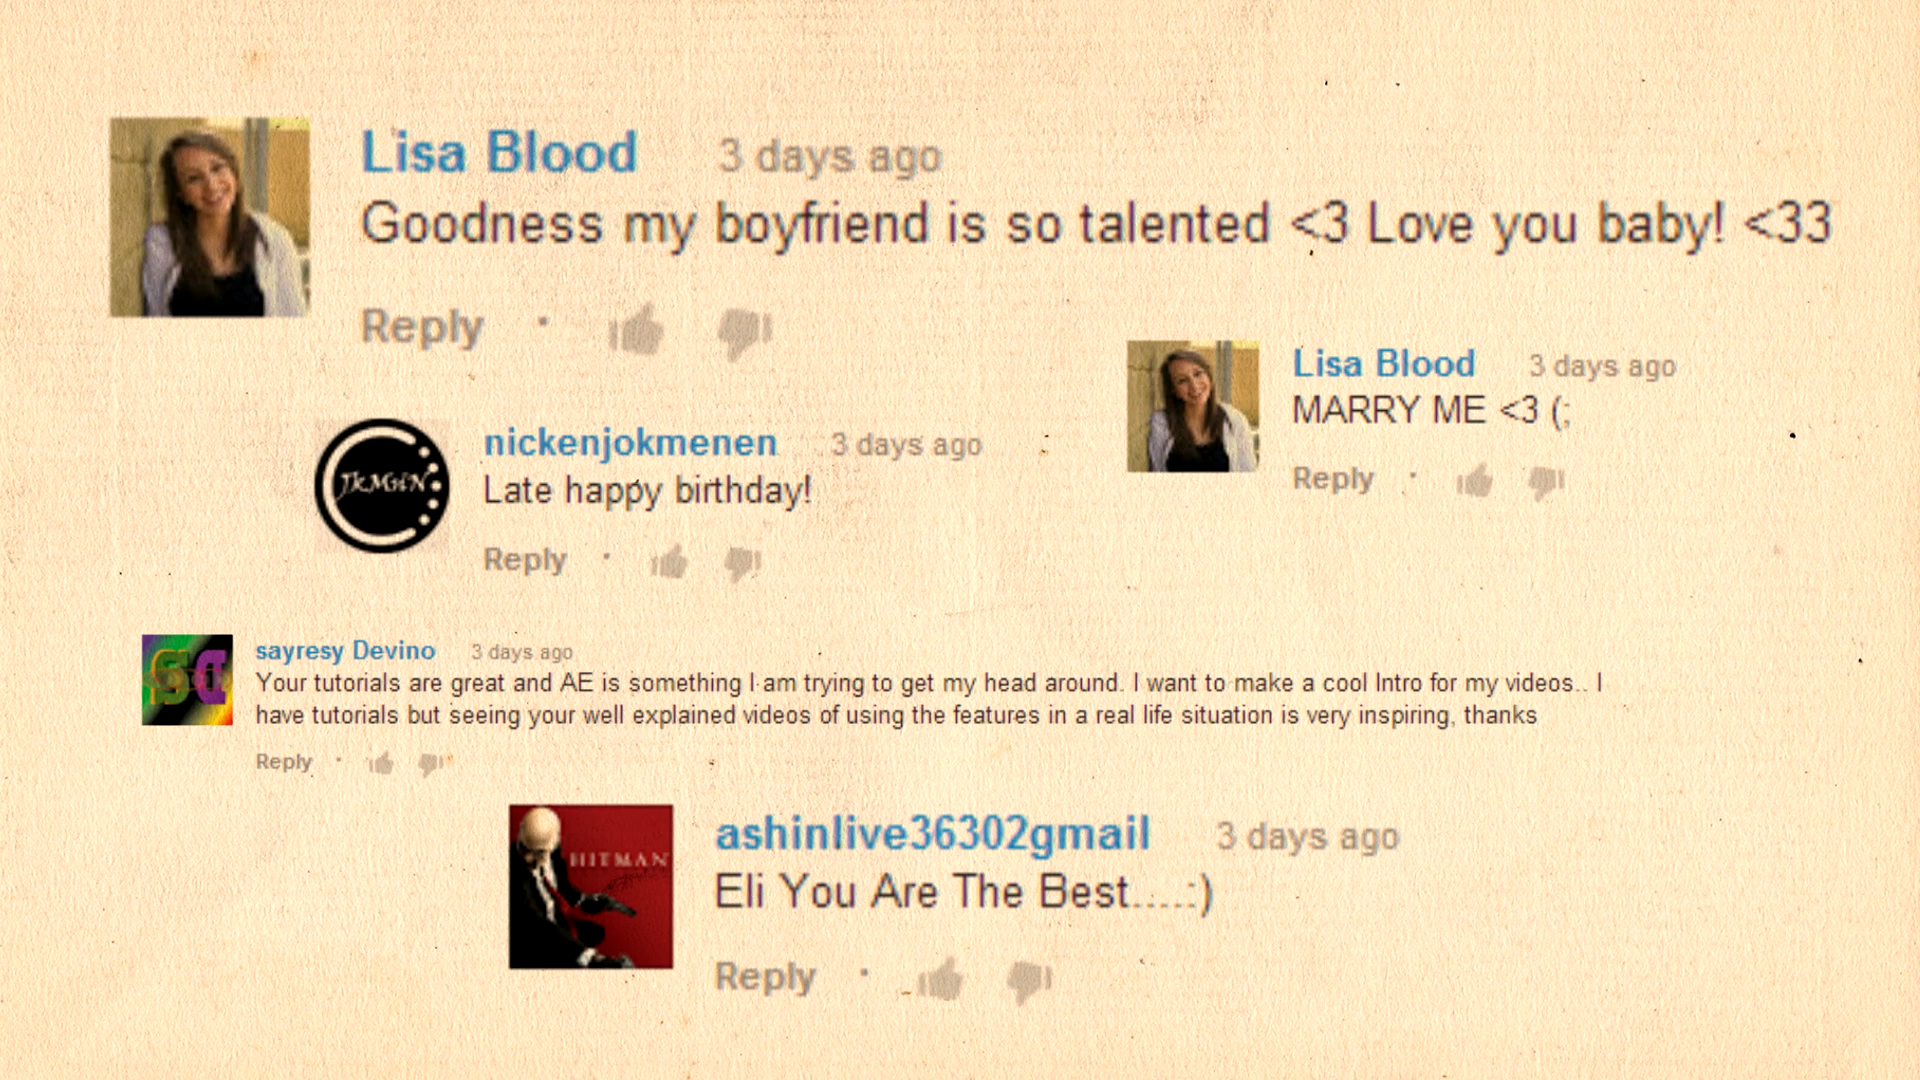 Lisa Blood 3 days ago
Goodness my boyfriend is so talented <3 Love you baby! <33
Reply
Lisa Blood 3 days ago
MARRY ME <3 (;
Reply
JkMniN
nickenjokmenen 3 days ago
Late happy birthday!
Reply
sayresy Devino 3 days ago
Your tutorials are great and AE is something I am trying to get my head around. I want to make a cool Intro for my videos.. I
have tutorials but seeing your well explained videos of using the features in a real life situation is very inspiring, thanks
Reply
HITMAN
ashinlive36302gmail 3 days ago
Eli You Are The Best.....:)
Reply